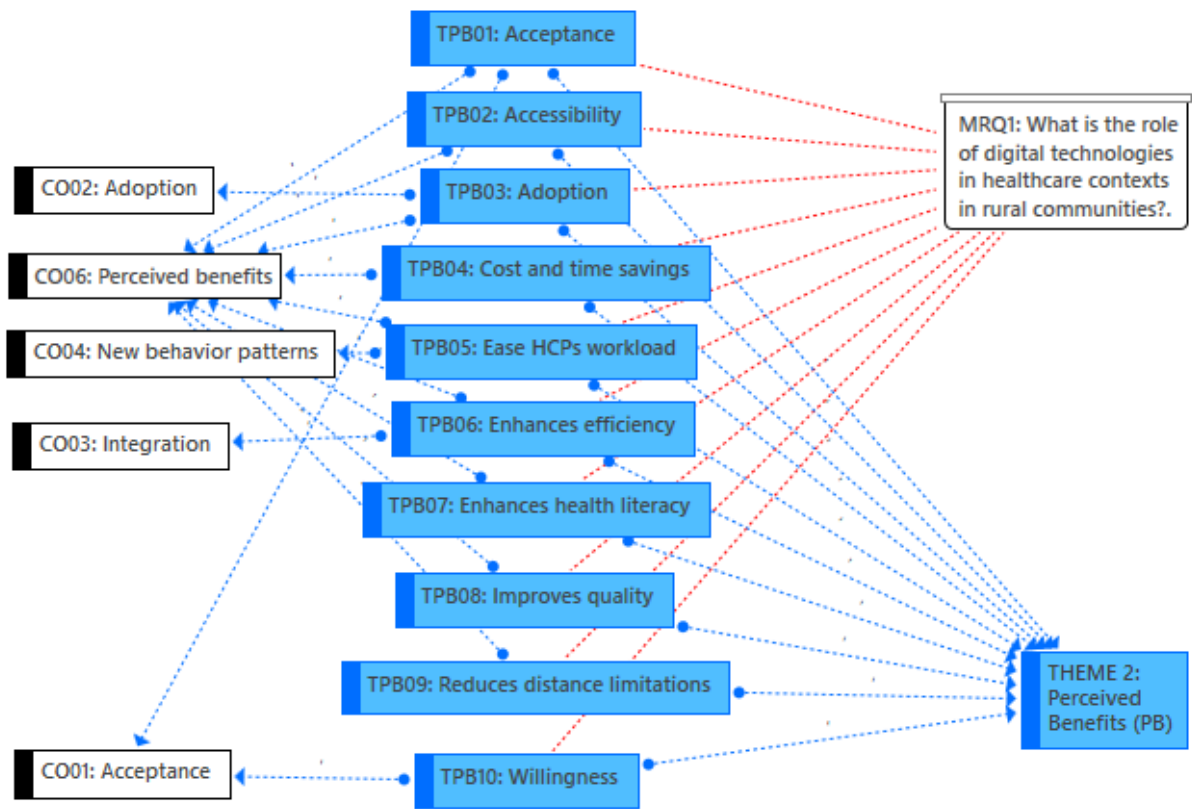 TPB01: Acceptance
TPB02: Accessibility
MRQ1: What is the role
of digital technologies
in healthcare contexts
in rural communities?.
CO02: Adoption
TPB03: Adoption
CO06: Perceived benefits
TPB04: Cost and time savings
CO04: New behavior patterns
TPB05: Ease HCPs workload
CO03: Integration
TPB06: Enhances efficiency
TPB07: Enhances health literacy
TPB08: Improves quality
TPB09: Reduces distance limitations
THEME 2:
Perceived
Benefits (PB)
CO01: Acceptance
TPB10: Willingness